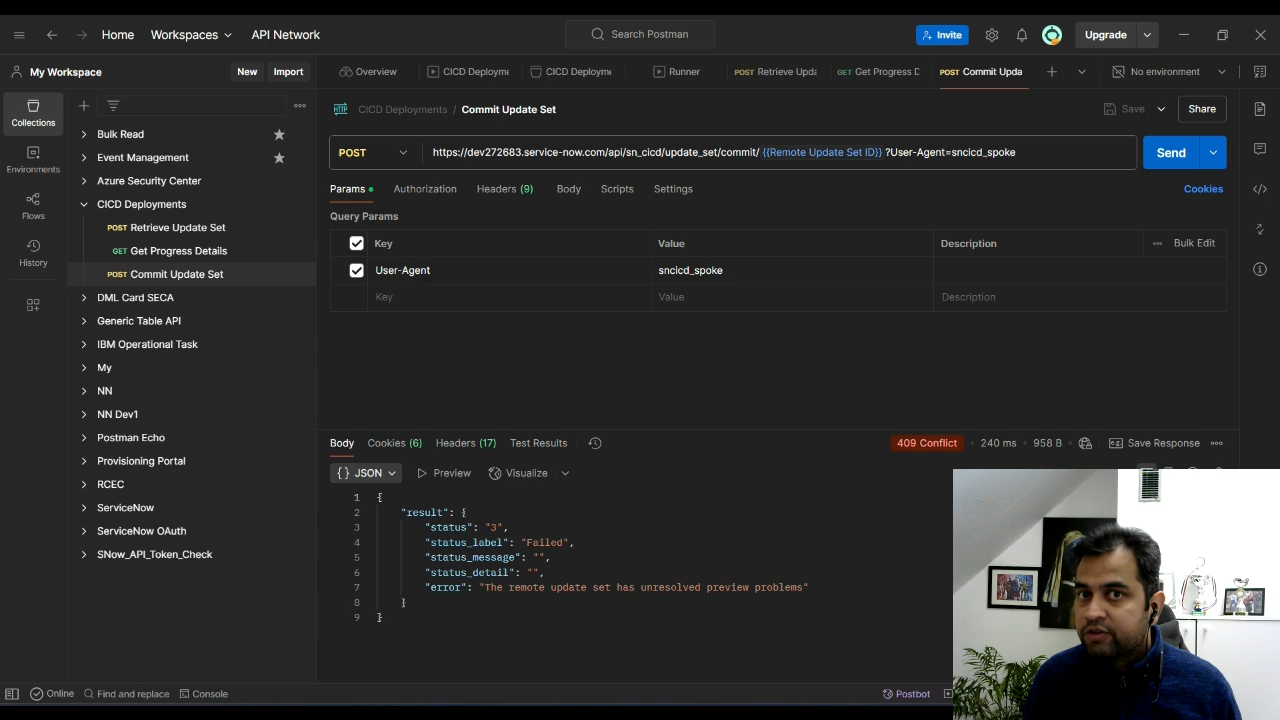 Home
Workspaces
API Network
Search Postman
Invite
Upgrade
My Workspace
New
Import
Overview
CICD Deployme
CICD Deployme
Runner
POST Retrieve Upda
GET Get Progress D
POST Commit Upda
No environment
Collections
Environments
Flows
History
Bulk Read
Event Management
Azure Security Center
CICD Deployments
POST Retrieve Update Set
GET Get Progress Details
POST Commit Update Set
DML Card SECA
Generic Table API
IBM Operational Task
My
NN
NN Dev1
Postman Echo
Provisioning Portal
RCEC
ServiceNow
ServiceNow OAuth
SNow_API_Token_Check
HTTP
CICD Deployments / Commit Update Set
Save
Share
POST
https://dev272683.service-now.com/api/sn_cicd/update_set/commit/ {{Remote Update Set ID}} ?User-Agent=sncicd_spoke
Send
Params
Authorization
Headers (9)
Body
Scripts
Settings
Cookies
Query Params
Key
Value
Description
Bulk Edit
User-Agent
sncicd_spoke
Key
Value
Description
Body
Cookies (6)
Headers (17)
Test Results
409 Conflict
240 ms
958 B
Save Response
{} JSON
Preview
Visualize
1 {
2 "result": {
3 "status": "3",
4 "status_label": "Failed",
5 "status_message": "",
6 "status_detail": "",
7 "error": "The remote update set has unresolved preview problems"
8 }
9 }
Online
Find and replace
Console
Postbot